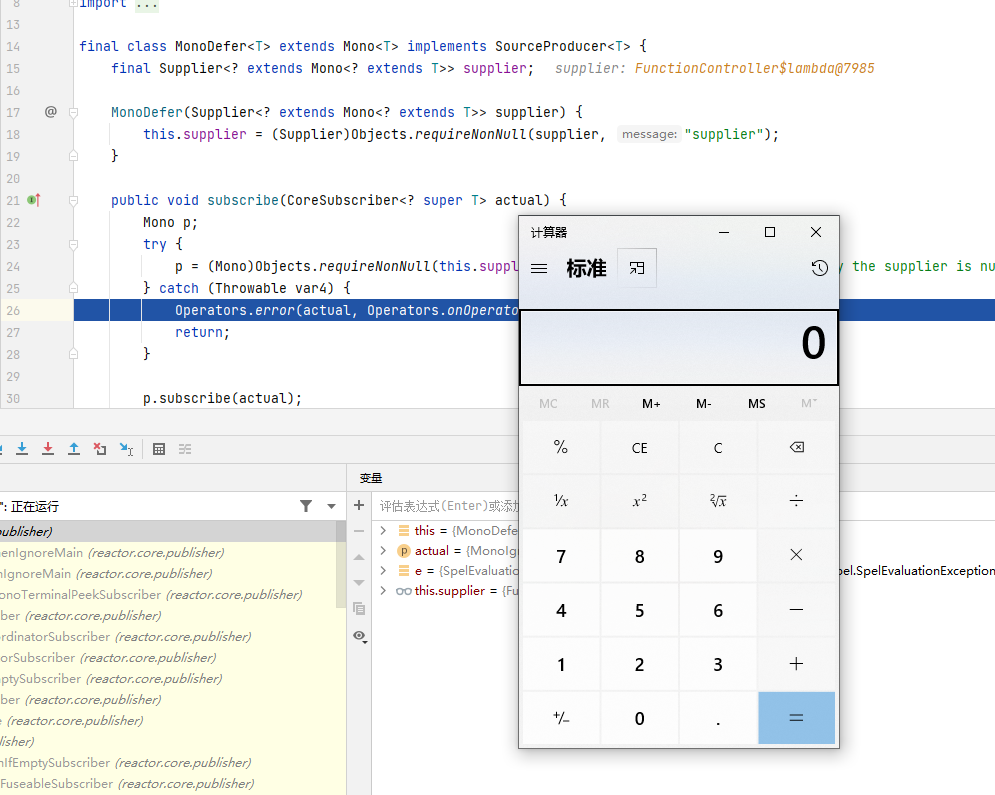 8 import ...
13
14 final class MonoDefer<T> extends Mono<T> implements SourceProducer<T> {
15 final Supplier<? extends Mono<? extends T>> supplier; supplier: FunctionController$lambda@7985
16
17 @ MonoDefer(Supplier<? extends Mono<? extends T>> supplier) {
18 this.supplier = (Supplier)Objects.requireNonNull(supplier, message: "supplier");
19 }
20
21 public void subscribe(CoreSubscriber<? super T> actual) {
22 Mono p;
23 try {
24 p = (Mono)Objects.requireNonNull(this.suppl y the supplier is nu
25 } catch (Throwable var4) {
26 Operators.error(actual, Operators.onOperato
27 return;
28 }
29
30 p.subscribe(actual);
计算器
标准
0
MC MR M+ M- MS M˅
% CE C
¹/x x² ²√x ÷
7 8 9 ×
4 5 6 −
1 2 3 +
+/− 0 . =
变量
": 正在运行
评估表达式(Enter)或添加
ublisher)
enIgnoreMain (reactor.core.publisher)
nIgnoreMain (reactor.core.publisher)
onoTerminalPeekSubscriber (reactor.core.publisher)
ber (reactor.core.publisher)
rdinatorSubscriber (reactor.core.publisher)
orSubscriber (reactor.core.publisher)
ptySubscriber (reactor.core.publisher)
ber (reactor.core.publisher)
e (reactor.core.publisher)
lisher)
nIfEmptySubscriber (reactor.core.publisher)
FuseableSubscriber (reactor.core.publisher)
this = {MonoDefe
p actual = {MonoIg
e = {SpelEvaluatio pel.SpelEvaluationException
this.supplier = {Fu